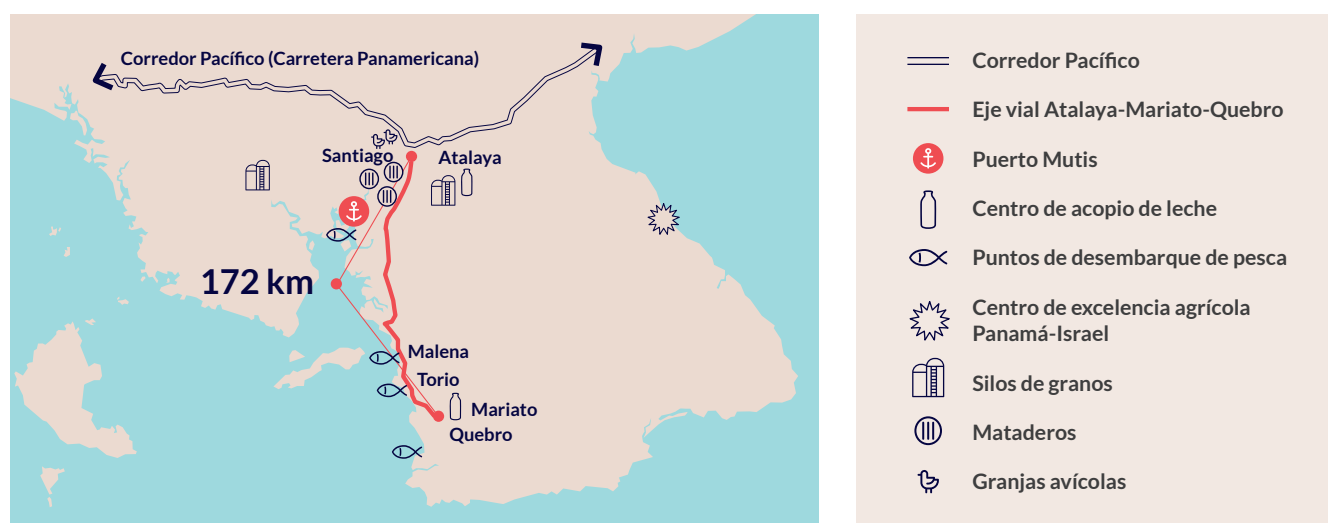 Corredor Pacífico (Carretera Panamericana)
Santiago
Atalaya
172 km
Malena
Torio
Mariato
Quebro
Corredor Pacífico
Eje vial Atalaya-Mariato-Quebro
Puerto Mutis
Centro de acopio de leche
Puntos de desembarque de pesca
Centro de excelencia agrícola
Panamá-Israel
Silos de granos
Mataderos
Granjas avícolas